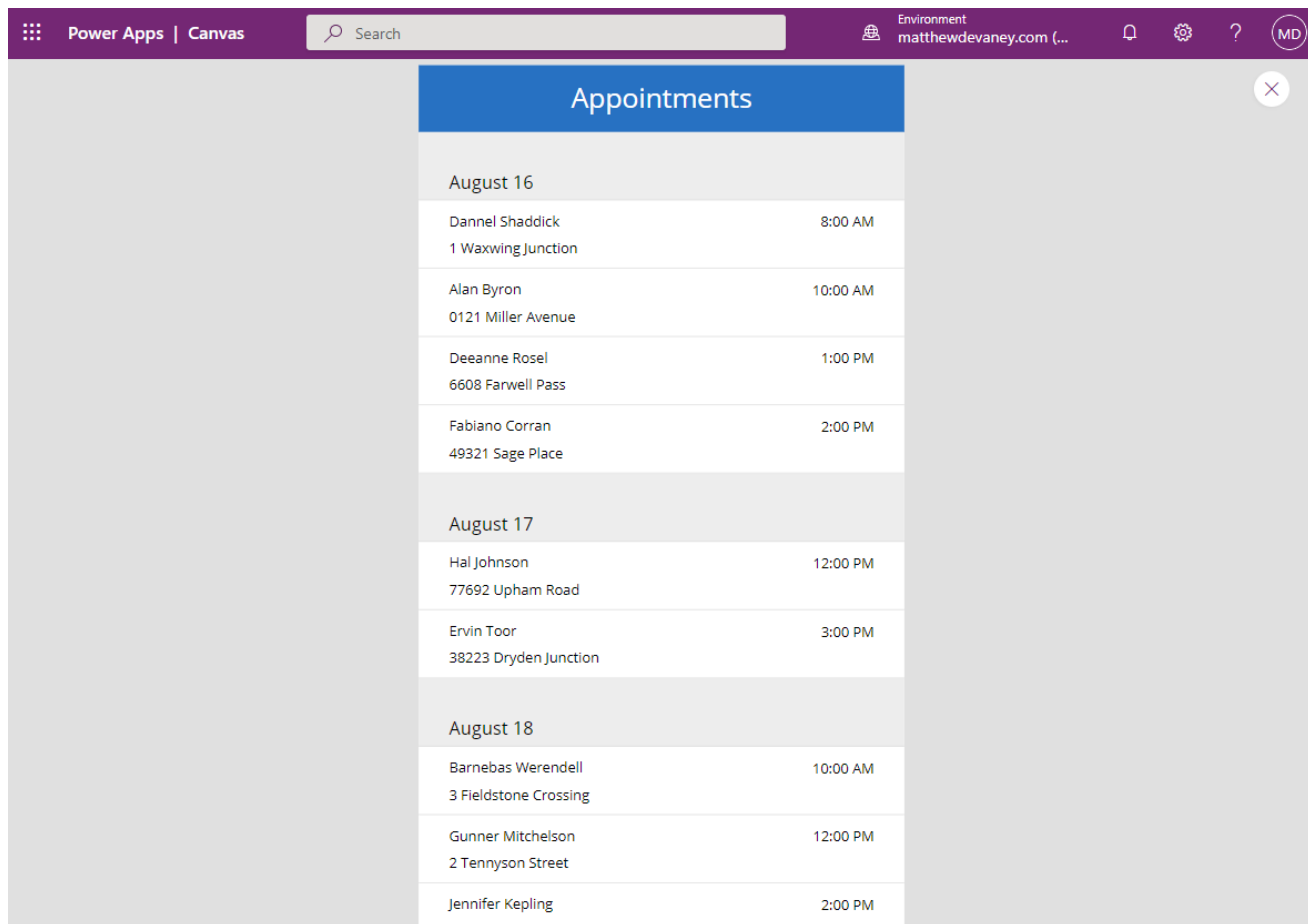 Power Apps | Canvas
Search
Environment
matthewdevaney.com (...
?
MD
Appointments
August 16
Dannel Shaddick 8:00 AM
1 Waxwing Junction
Alan Byron 10:00 AM
0121 Miller Avenue
Deeanne Rosel 1:00 PM
6608 Farwell Pass
Fabiano Corran 2:00 PM
49321 Sage Place
August 17
Hal Johnson 12:00 PM
77692 Upham Road
Ervin Toor 3:00 PM
38223 Dryden Junction
August 18
Barnebas Werendell 10:00 AM
3 Fieldstone Crossing
Gunner Mitchelson 12:00 PM
2 Tennyson Street
Jennifer Kepling 2:00 PM